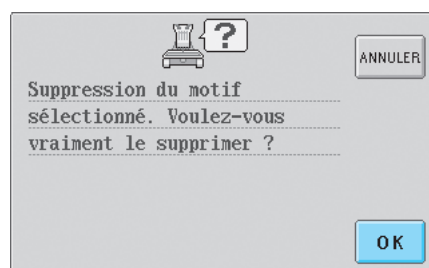 ?
ANNULER
Suppression du motif
sélectionné. Voulez-vous
vraiment le supprimer ?
OK